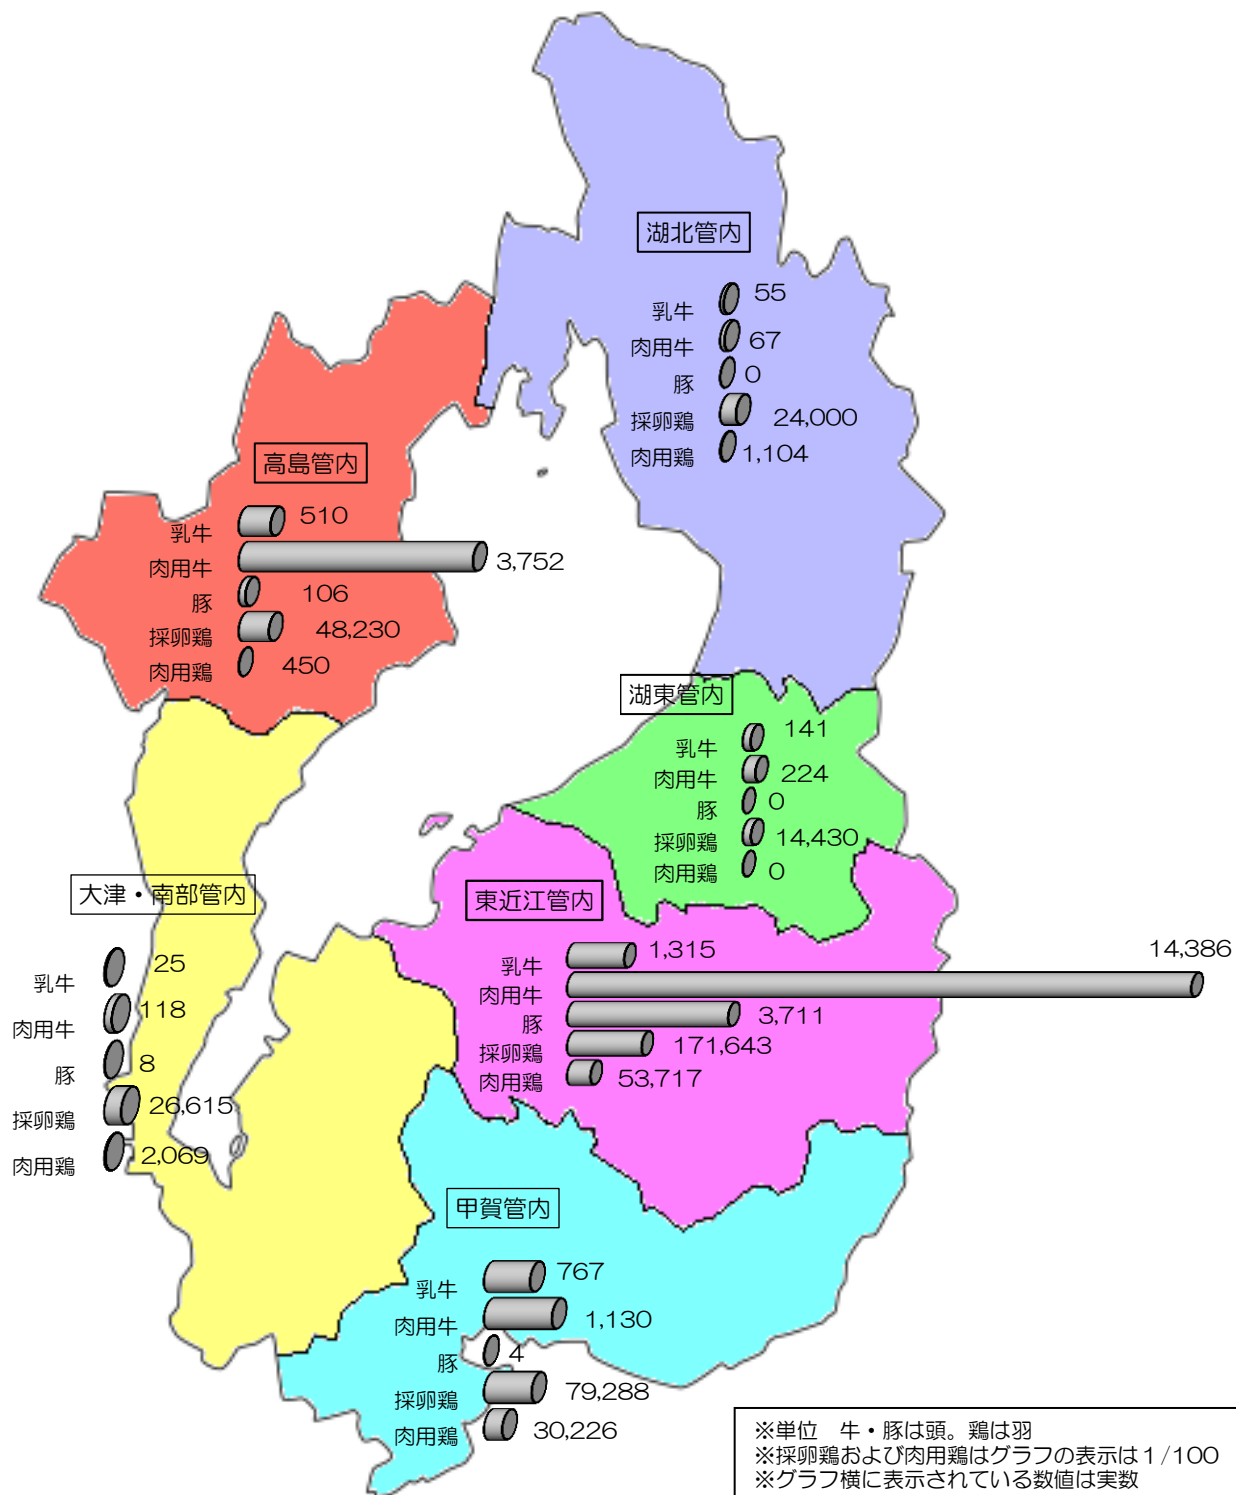 湖北管内
乳牛 55
肉用牛 67
豚 0
採卵鶏 24,000
肉用鶏 1,104
高島管内
乳牛 510
肉用牛 3,752
豚 106
採卵鶏 48,230
肉用鶏 450
湖東管内
乳牛 141
肉用牛 224
豚 0
採卵鶏 14,430
肉用鶏 0
大津・南部管内
乳牛 25
肉用牛 118
豚 8
採卵鶏 26,615
肉用鶏 2,069
東近江管内
乳牛 1,315
肉用牛 14,386
豚 3,711
採卵鶏 171,643
肉用鶏 53,717
甲賀管内
乳牛 767
肉用牛 1,130
豚 4
採卵鶏 79,288
肉用鶏 30,226
※単位　牛・豚は頭。鶏は羽
※採卵鶏および肉用鶏はグラフの表示は1/100
※グラフ横に表示されている数値は実数